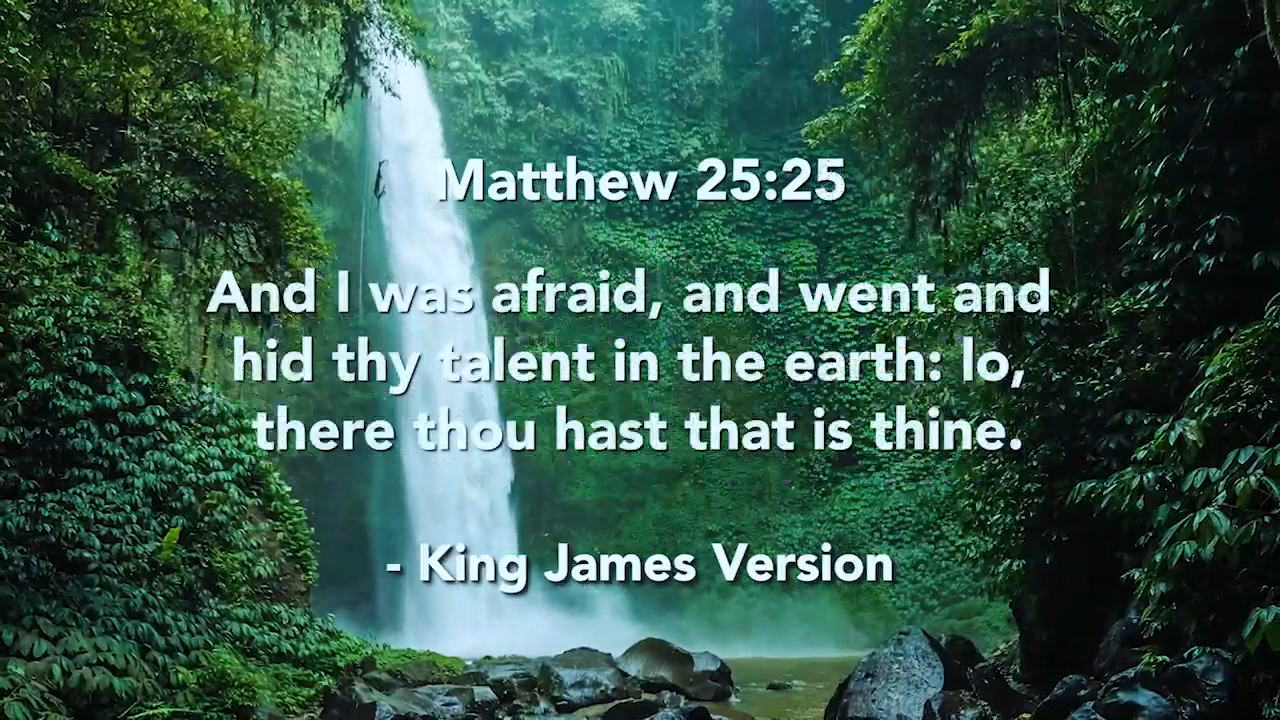 Matthew 25:25
And I was afraid, and went and
hid thy talent in the earth: lo,
there thou hast that is thine.
- King James Version